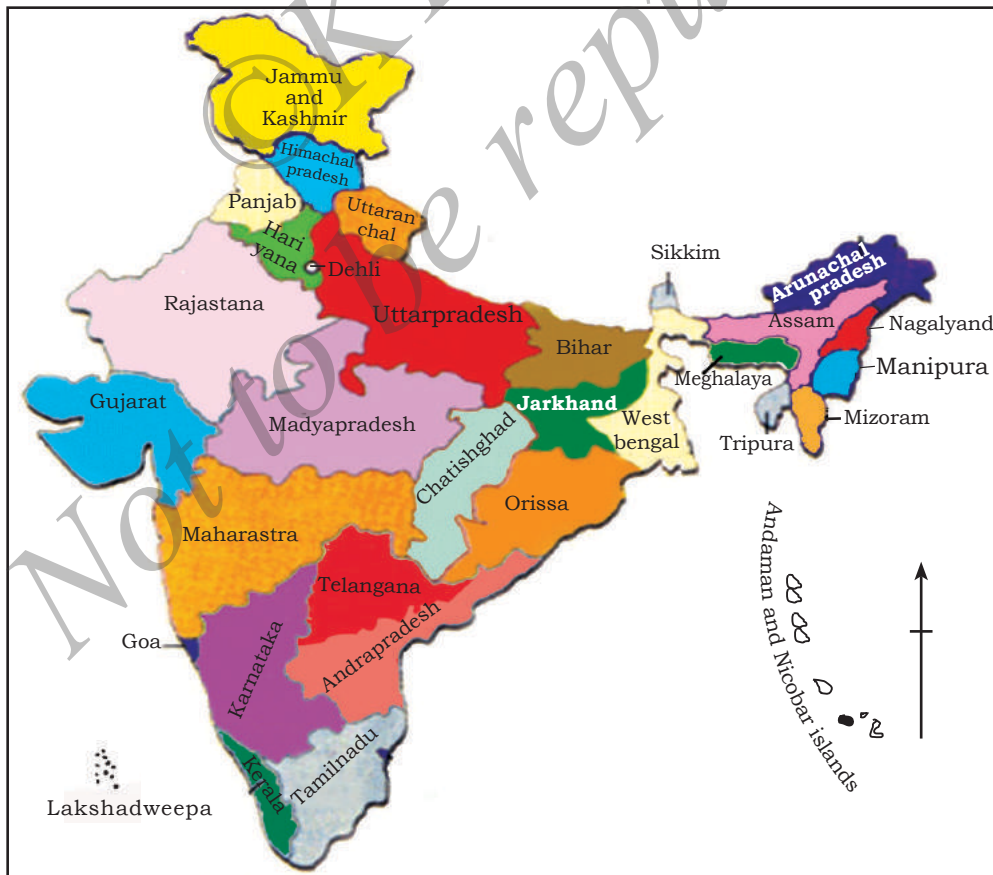 Jammu
and
Kashmir
Himachal
pradesh
Panjab
Uttaran
chal
Hari
yana
Dehli
Sikkim
Arunachal
pradesh
Rajastana
Uttarpradesh
Assam
Nagalyand
Bihar
Meghalaya
Manipura
Gujarat
Madyapradesh
Jarkhand
West
bengal
Tripura
Mizoram
Chatishghad
Orissa
Maharastra
Telangana
Andaman and Nicobar islands
Goa
Karnataka
Andrapradesh
Lakshadweepa
Kerala
Tamilnadu
Not to be repu
©K